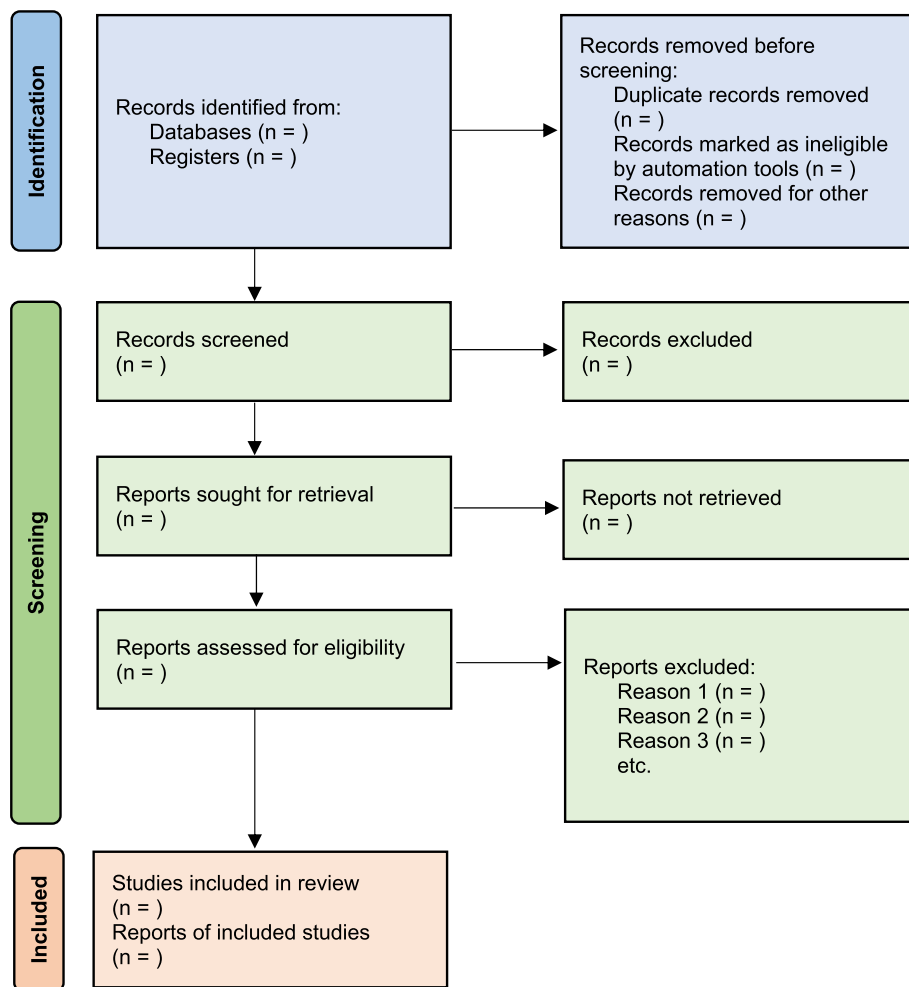 Identification
Records identified from:
Databases (n = )
Registers (n = )
Records removed before
screening:
Duplicate records removed
(n = )
Records marked as ineligible
by automation tools (n = )
Records removed for other
reasons (n = )
Screening
Records screened
(n = )
Records excluded
(n = )
Reports sought for retrieval
(n = )
Reports not retrieved
(n = )
Reports assessed for eligibility
(n = )
Reports excluded:
Reason 1 (n = )
Reason 2 (n = )
Reason 3 (n = )
etc.
Included
Studies included in review
(n = )
Reports of included studies
(n = )